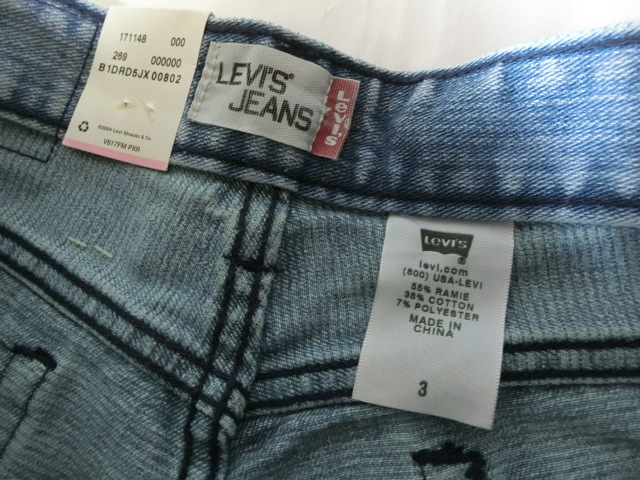 171148 000
269 000000
B1DRD5JX00802
©2004 Levi Strauss & Co.
V617FM PXR
LEVI'S®
JEANS
Levi's
Levi's
levi.com
(800) USA-LEVI
55% RAMIE
38% COTTON
7% POLYESTER
MADE IN
CHINA
3